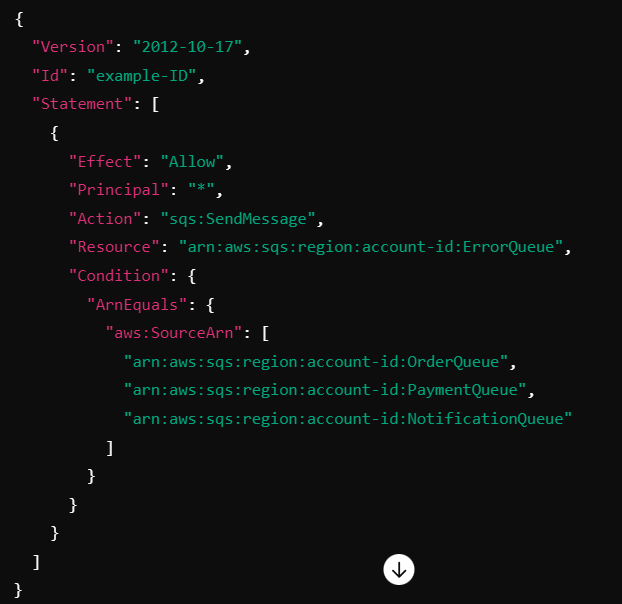 {
  "Version": "2012-10-17",
  "Id": "example-ID",
  "Statement": [
    {
      "Effect": "Allow",
      "Principal": "*",
      "Action": "sqs:SendMessage",
      "Resource": "arn:aws:sqs:region:account-id:ErrorQueue",
      "Condition": {
        "ArnEquals": {
          "aws:SourceArn": [
            "arn:aws:sqs:region:account-id:OrderQueue",
            "arn:aws:sqs:region:account-id:PaymentQueue",
            "arn:aws:sqs:region:account-id:NotificationQueue"
          ]
        }
      }
    }
  ]
}